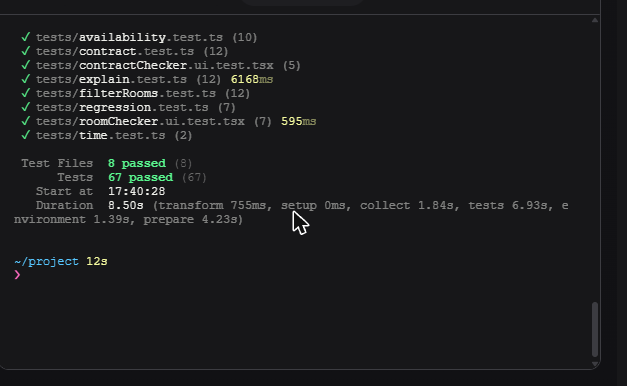 ✓ tests/availability.test.ts (10)
✓ tests/contract.test.ts (12)
✓ tests/contractChecker.ui.test.tsx (5)
✓ tests/explain.test.ts (12) 6168ms
✓ tests/filterRooms.test.ts (12)
✓ tests/regression.test.ts (7)
✓ tests/roomChecker.ui.test.tsx (7) 595ms
✓ tests/time.test.ts (2)
Test Files 8 passed (8)
Tests 67 passed (67)
Start at 17:40:28
Duration 8.50s (transform 755ms, setup 0ms, collect 1.84s, tests 6.93s, e
nvironment 1.39s, prepare 4.23s)
~/project 12s
❯